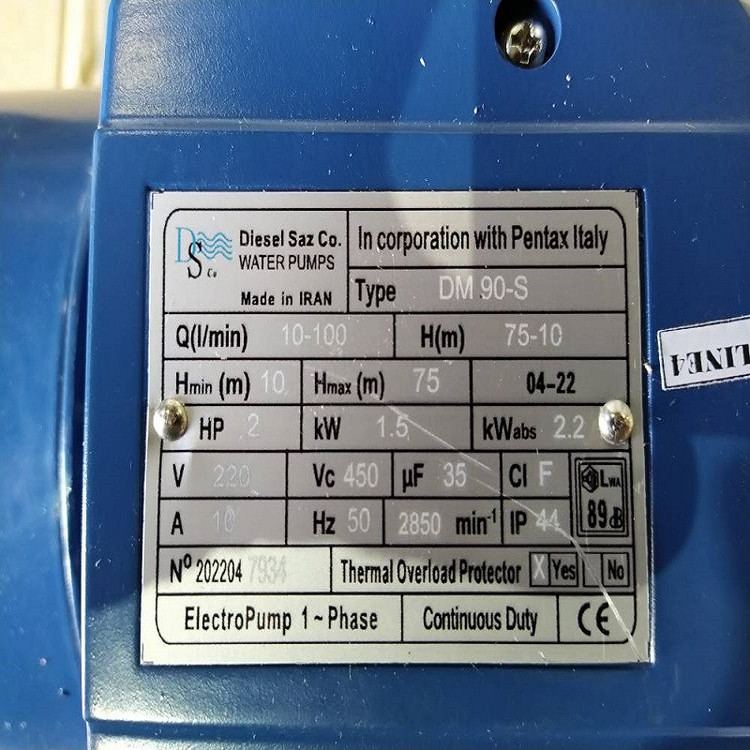 DS Co Diesel Saz Co.
WATER PUMPS
Made in IRAN
In corporation with Pentax Italy
Type DM 90-S
Q(l/min) 10-100 H(m) 75-10
Hmin (m) 10 Hmax (m) 75 04-22
HP 2 kW 1.5 kWabs 2.2
V 220 Vc 450 µF 35 Cl F
LWA
89 dB
A 10 Hz 50 2850 min-1 IP 44
Nº 202204 7934 Thermal Overload Protector X Yes No
ElectroPump 1~Phase Continuous Duty CE
LINE4